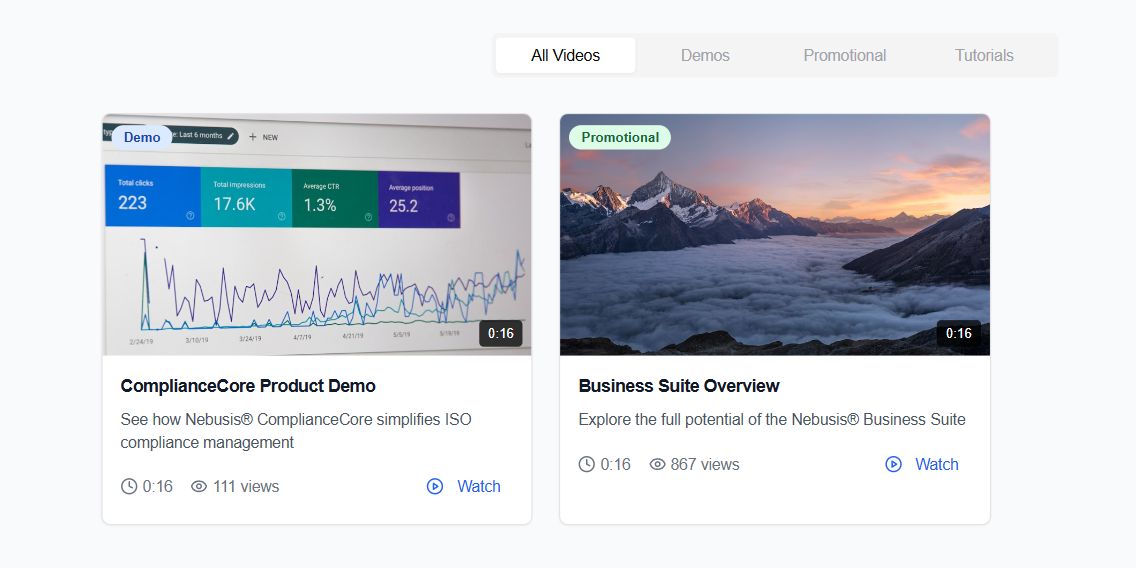 All Videos
Demos
Promotional
Tutorials
Demo
e: Last 6 months
+ NEW
Total clicks
223
Total impressions
17.6K
Average CTR
1.3%
Average position
25.2
2/24/19
3/10/19
3/24/19
4/7/19
4/21/19
5/5/19
5/19/19
0:16
ComplianceCore Product Demo
See how Nebusis® ComplianceCore simplifies ISO
compliance management
0:16
111 views
Watch
Promotional
0:16
Business Suite Overview
Explore the full potential of the Nebusis® Business Suite
0:16
867 views
Watch